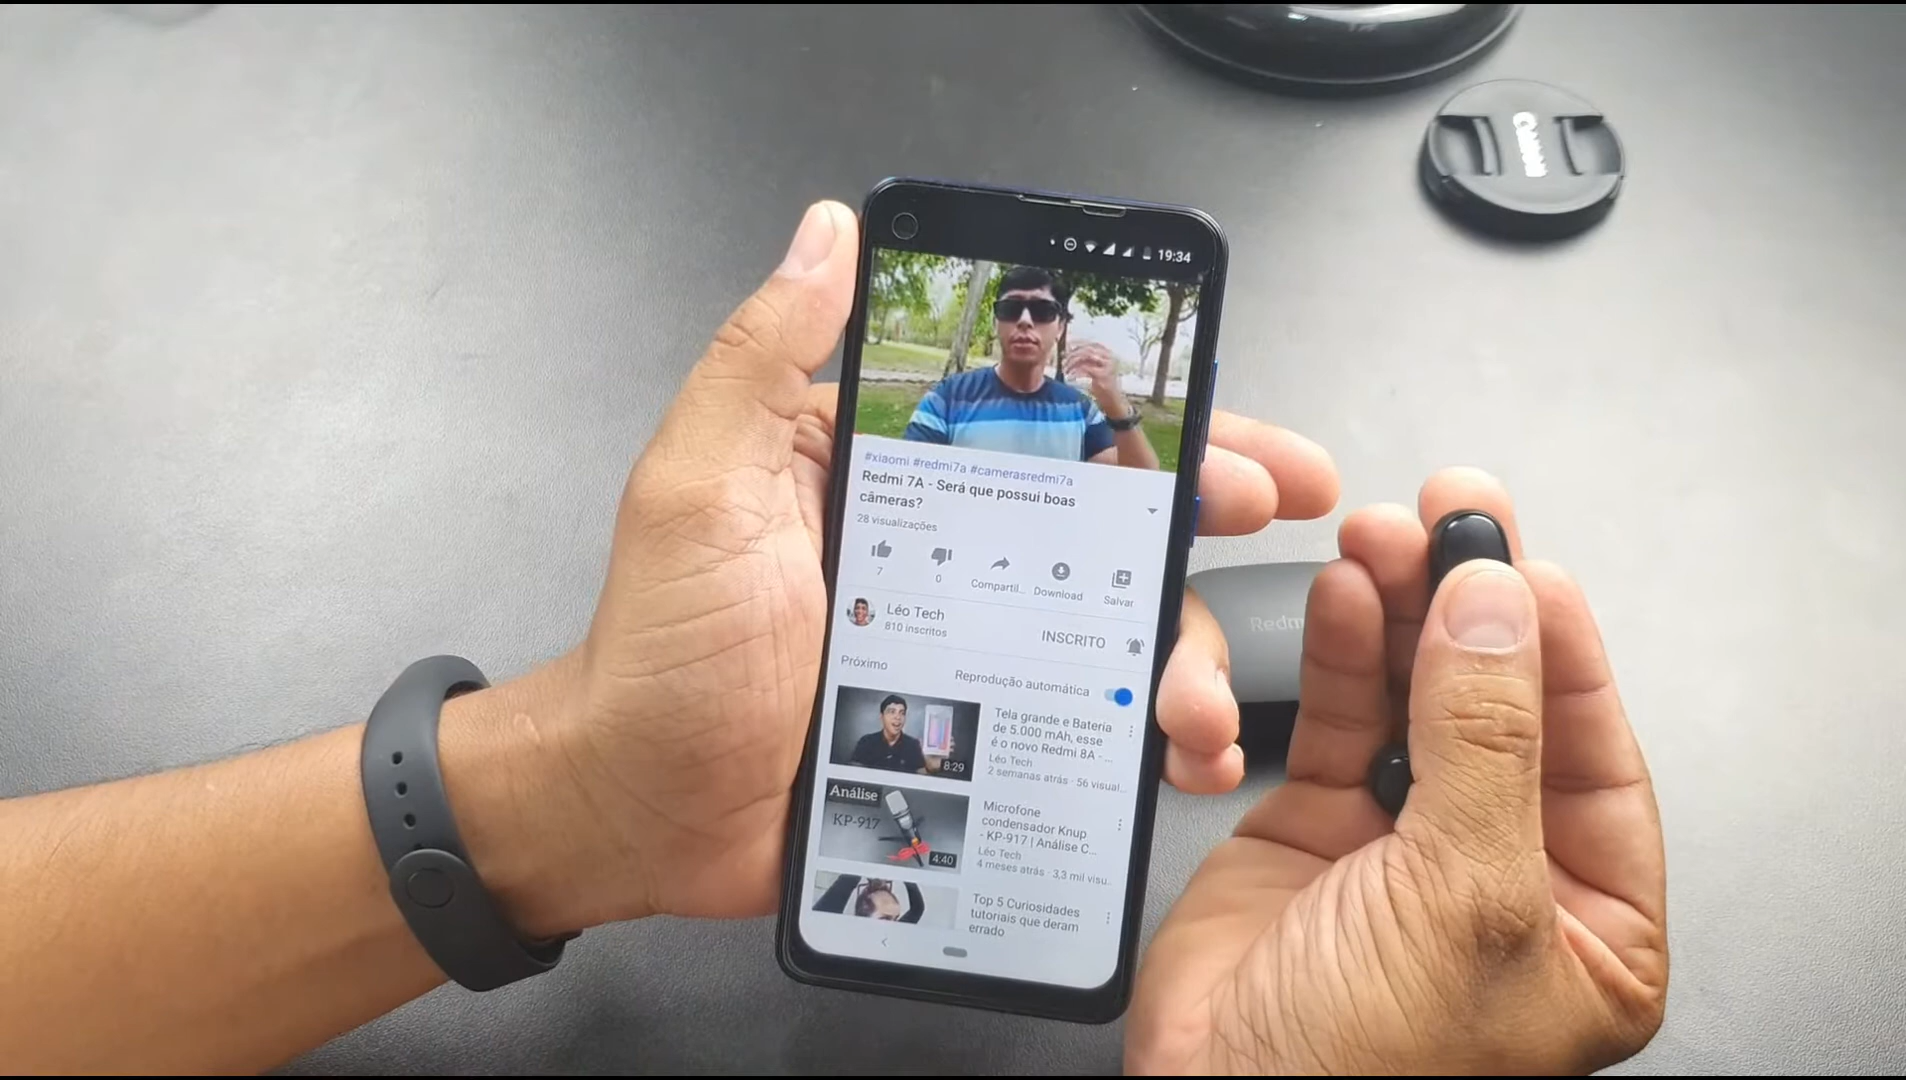 Canon
19:34
#xiaomi #redmi7a #camerasredmi7a
Redmi 7A - Será que possui boas
câmeras?
28 visualizações
7
0
Compartil...
Download
Salvar
Léo Tech
810 inscritos
INSCRITO
Próximo
Reprodução automática
8:29
Tela grande e Bateria
de 5.000 mAh, esse
é o novo Redmi 8A - ...
Léo Tech
2 semanas atrás · 56 visual...
Análise
KP-917
4:40
Microfone
condensador Knup
- KP-917 | Análise C...
Léo Tech
4 meses atrás · 3,3 mil visu...
Top 5 Curiosidades
tutoriais que deram
errado
Redm